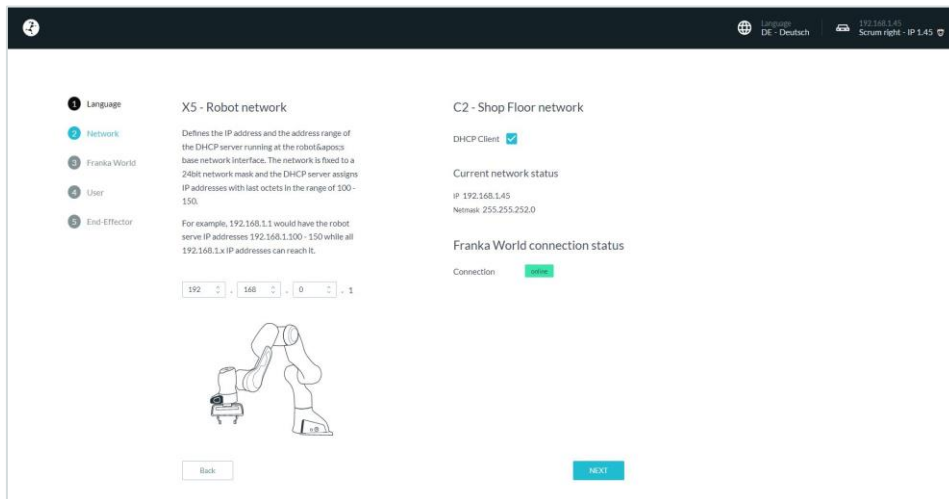 Language
DE - Deutsch
192.168.1.45
Scrum right - IP 1.45
1 Language
2 Network
3 Franka World
4 User
5 End-Effector
X5 - Robot network
Defines the IP address and the address range of
the DHCP server running at the robot&apos;s
base network interface. The network is fixed to a
24bit network mask and the DHCP server assigns
IP addresses with last octets in the range of 100 -
150.
For example, 192.168.1.1 would have the robot
serve IP addresses 192.168.1.100 - 150 while all
192.168.1.x IP addresses can reach it.
192 . 168 . 0 . 1
Back
C2 - Shop Floor network
DHCP Client
Current network status
IP 192.168.1.45
Netmask 255.255.252.0
Franka World connection status
Connection online
NEXT